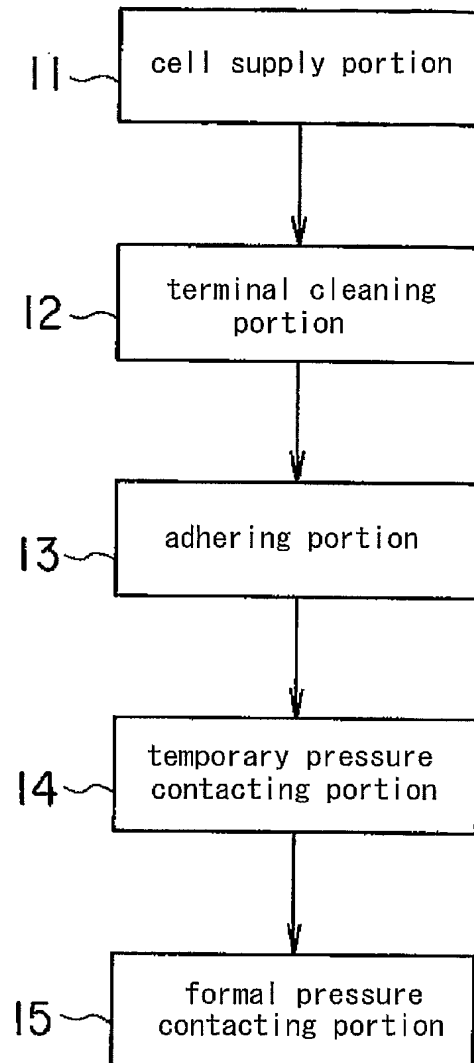 11
cell supply portion
12
terminal cleaning
portion
13
adhering portion
14
temporary pressure
contacting portion
15
formal pressure
contacting portion